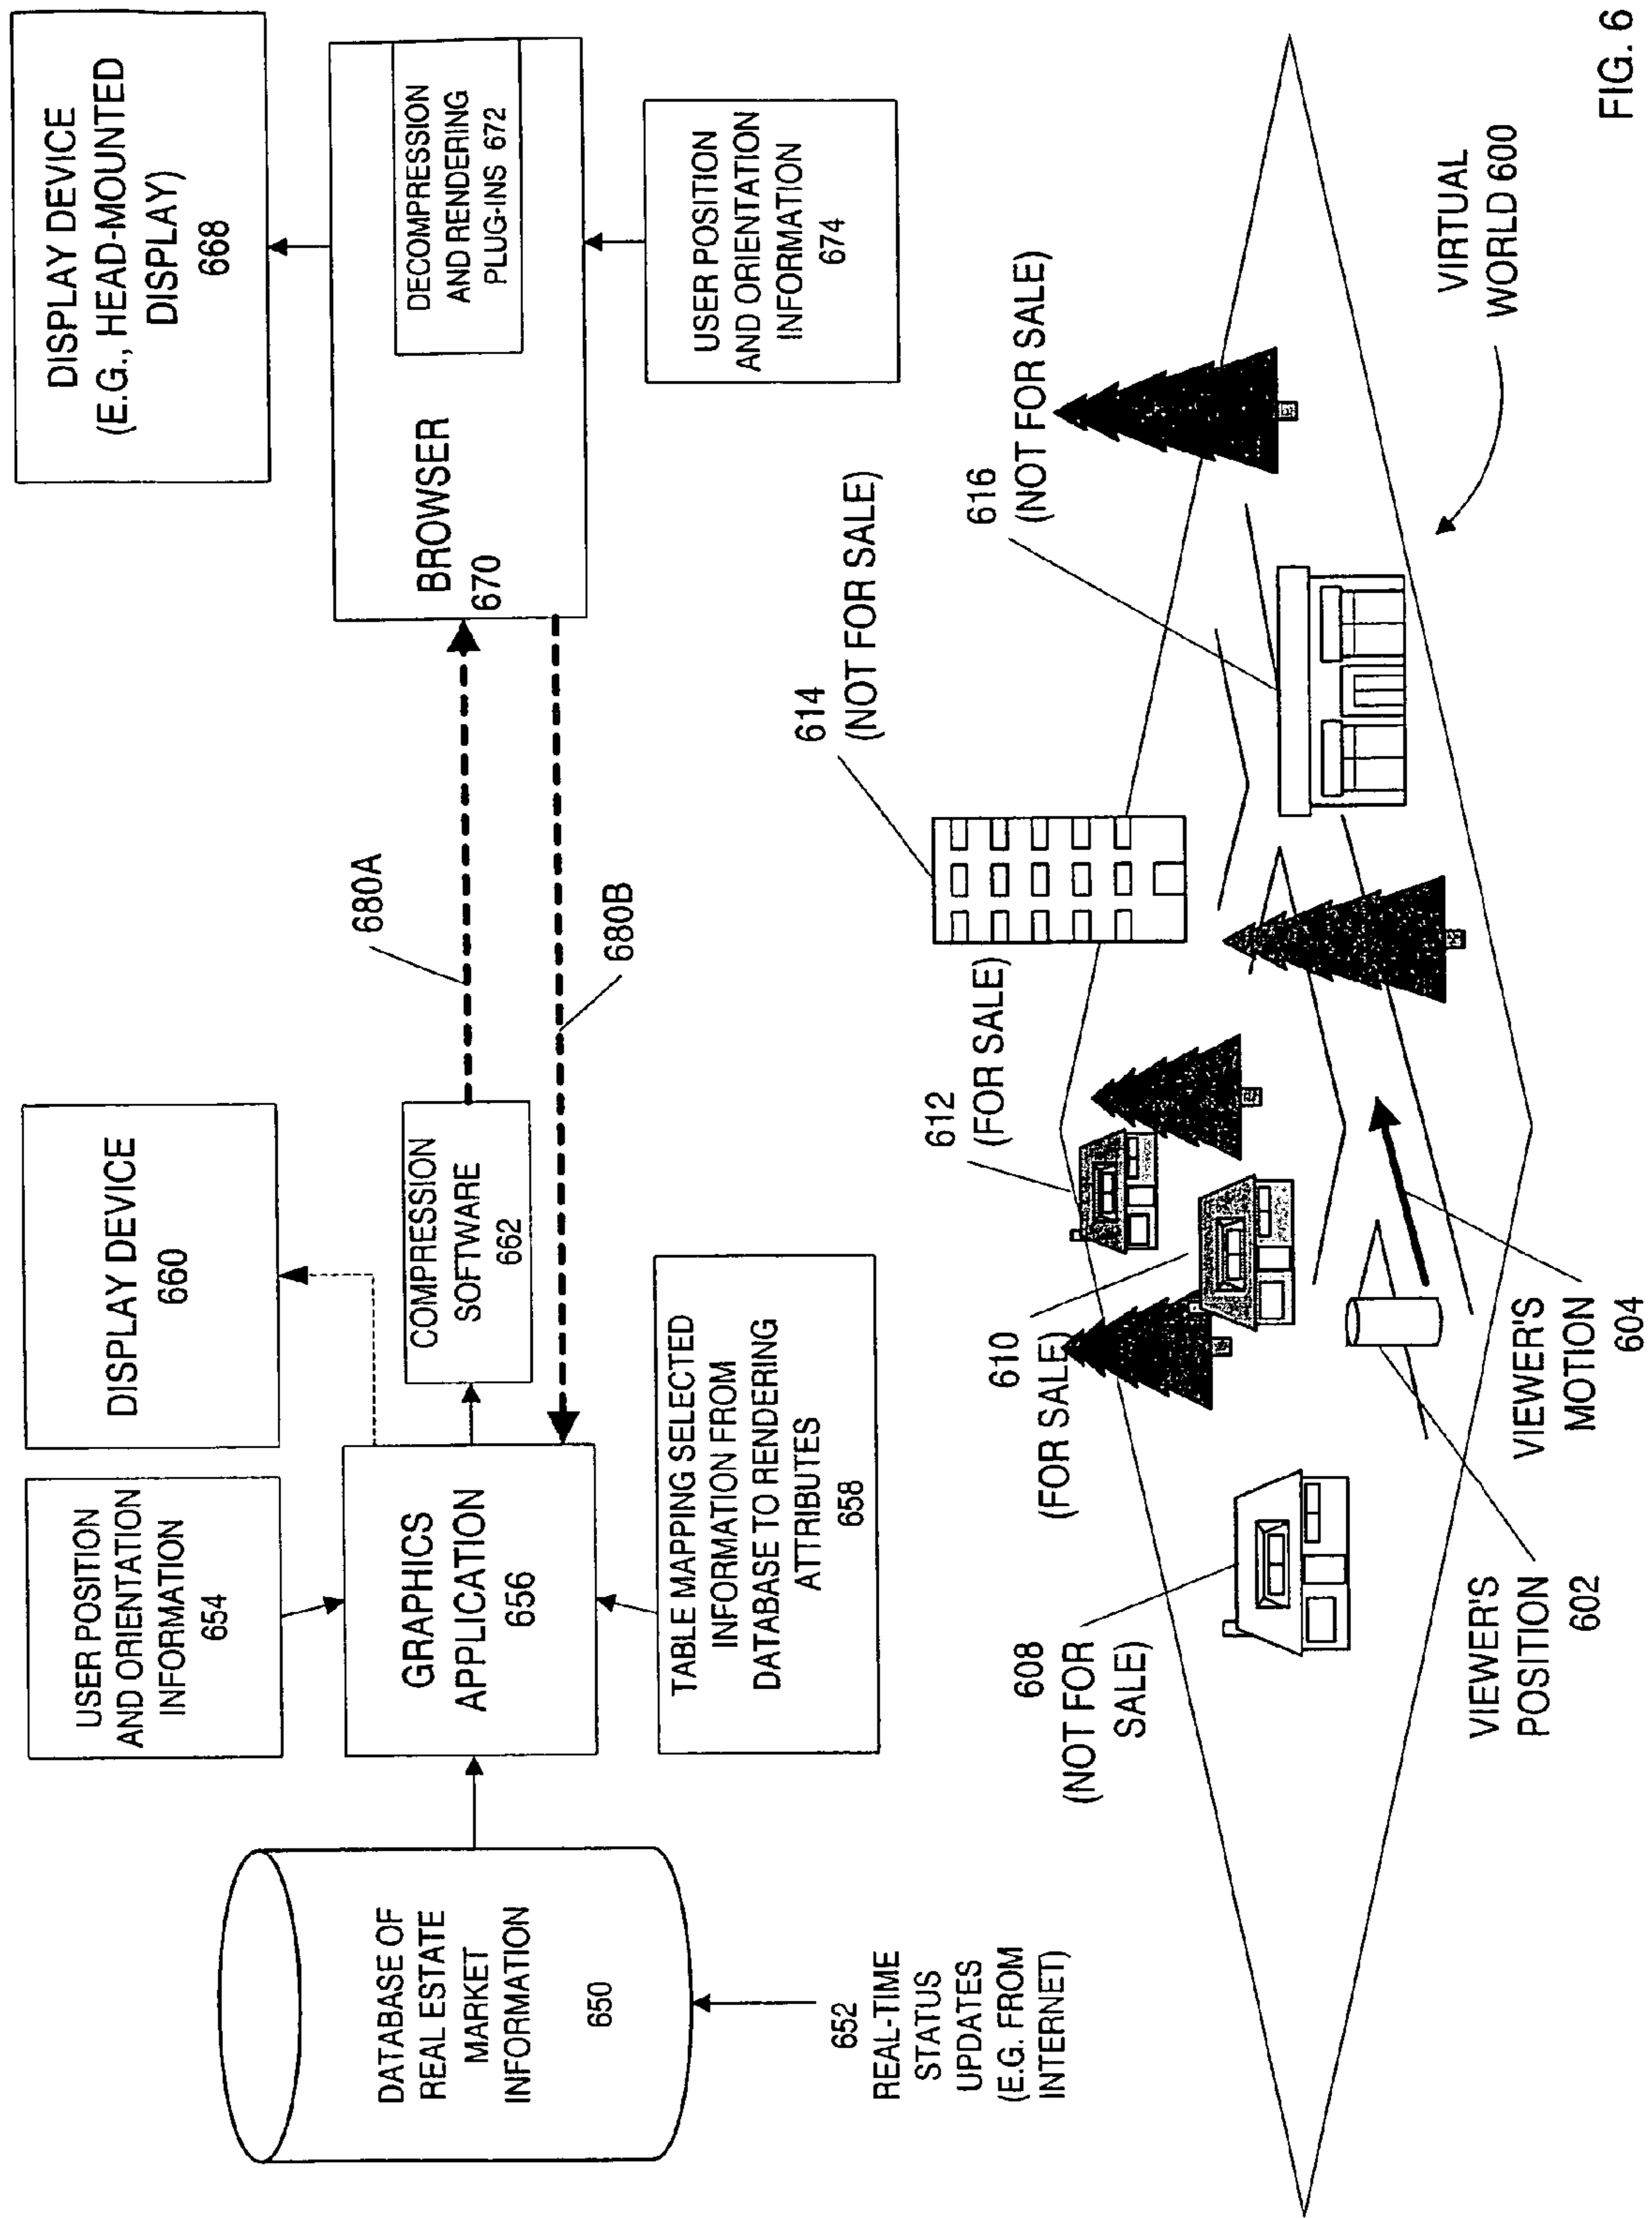 DISPLAY DEVICE
(E.G., HEAD-MOUNTED
DISPLAY)
668
DISPLAY DEVICE
660
USER POSITION
AND ORIENTATION
INFORMATION
654
DATABASE OF
REAL ESTATE
MARKET
INFORMATION
650
GRAPHICS
APPLICATION
656
COMPRESSION
SOFTWARE
662
680A
680B
BROWSER
670
DECOMPRESSION
AND RENDERING
PLUG-INS 672
652
REAL-TIME
STATUS
UPDATES
(E.G. FROM
INTERNET)
TABLE MAPPING SELECTED
INFORMATION FROM
DATABASE TO RENDERING
ATTRIBUTES
658
USER POSITION
AND ORIENTATION
INFORMATION
674
608
(NOT FOR
SALE)
610
(FOR SALE)
612
(FOR SALE)
614
(NOT FOR SALE)
616
(NOT FOR SALE)
VIEWER'S
POSITION
602
VIEWER'S
MOTION
604
VIRTUAL
WORLD 600
FIG. 6